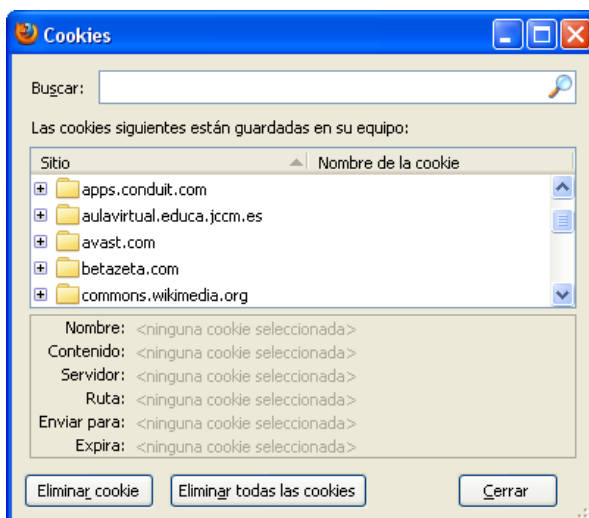 Cookies
Buscar:
Las cookies siguientes están guardadas en su equipo:
Sitio Nombre de la cookie
apps.conduit.com
aulavirtual.educa.jccm.es
avast.com
betazeta.com
commons.wikimedia.org
Nombre: <ninguna cookie seleccionada>
Contenido: <ninguna cookie seleccionada>
Servidor: <ninguna cookie seleccionada>
Ruta: <ninguna cookie seleccionada>
Enviar para: <ninguna cookie seleccionada>
Expira: <ninguna cookie seleccionada>
Eliminar cookie Eliminar todas las cookies Cerrar